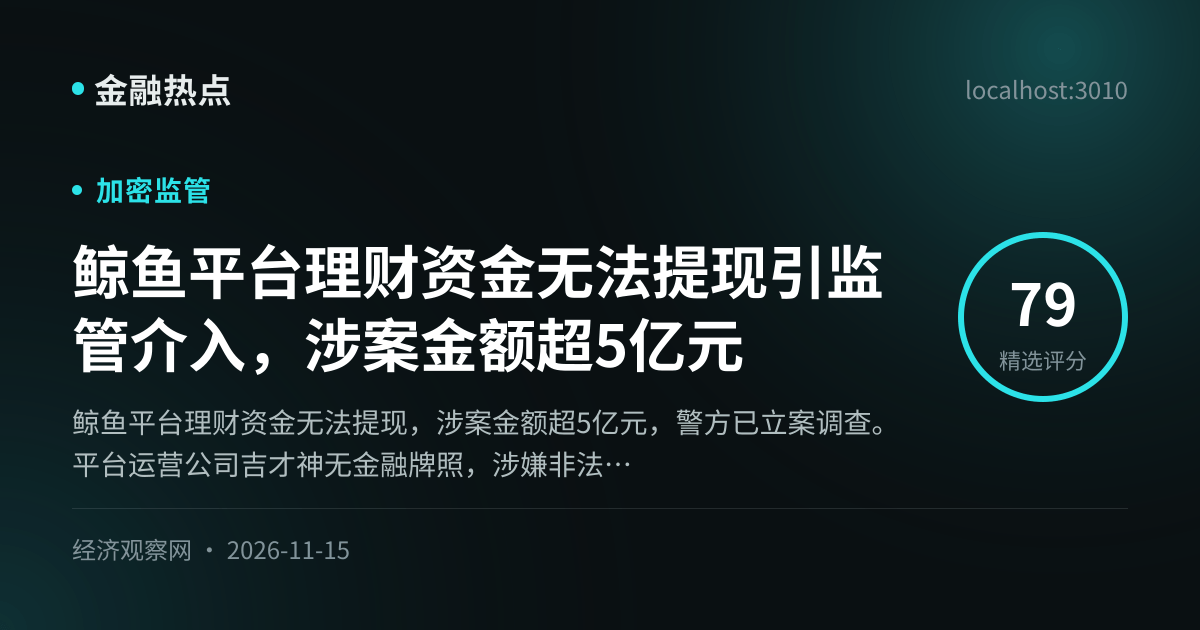 金融热点
localhost:3010
加密监管
鲸鱼平台理财资金无法提现引监
管介入，涉案金额超5亿元
79
精选评分
鲸鱼平台理财资金无法提现，涉案金额超5亿元，警方已立案调查。
平台运营公司吉才神无金融牌照，涉嫌非法…
经济观察网 · 2026-11-15